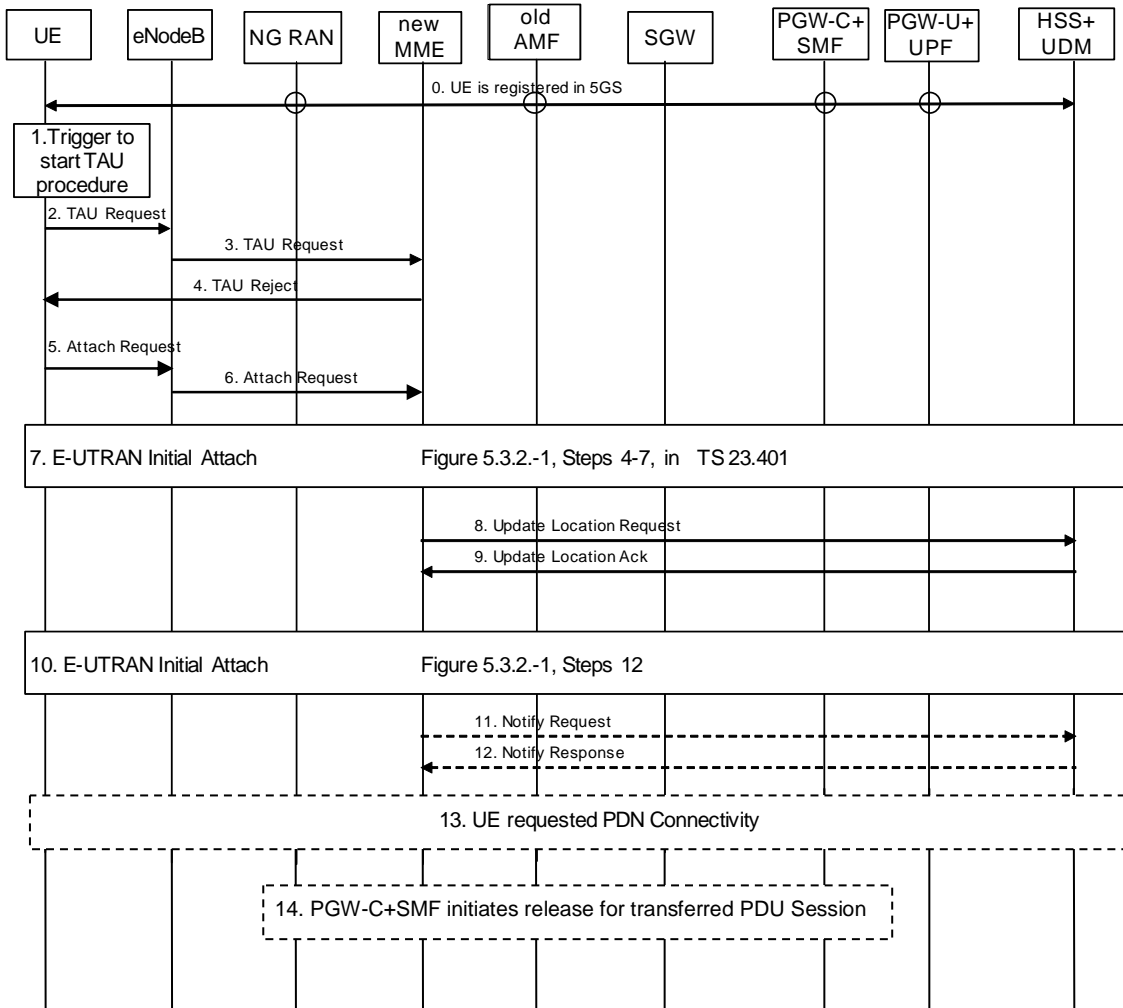 UE
eNodeB
NG RAN
new
MME
old
AMF
SGW
PGW-C+
SMF
PGW-U+
UPF
HSS+
UDM
0. UE is registered in 5GS
1.Trigger to
start TAU
procedure
2. TAU Request
3. TAU Request
4. TAU Reject
5. Attach Request
6. Attach Request
7. E-UTRAN Initial Attach Figure 5.3.2.-1, Steps 4-7, in TS 23.401
8. Update Location Request
9. Update Location Ack
10. E-UTRAN Initial Attach Figure 5.3.2.-1, Steps 12
11. Notify Request
12. Notify Response
13. UE requested PDN Connectivity
14. PGW-C+SMF initiates release for transferred PDU Session